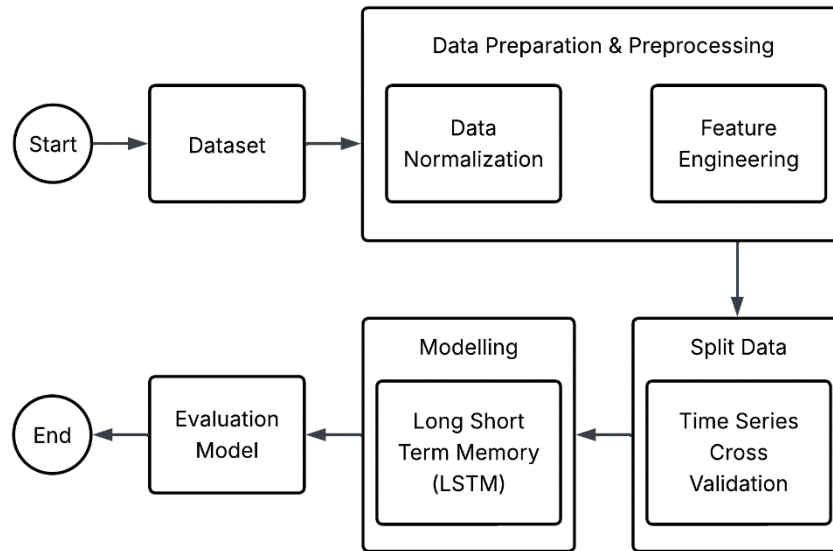 Data Preparation & Preprocessing
Start
Dataset
Data
Normalization
Feature
Engineering
Split Data
Time Series
Cross
Validation
Modelling
Long Short
Term Memory
(LSTM)
Evaluation
Model
End